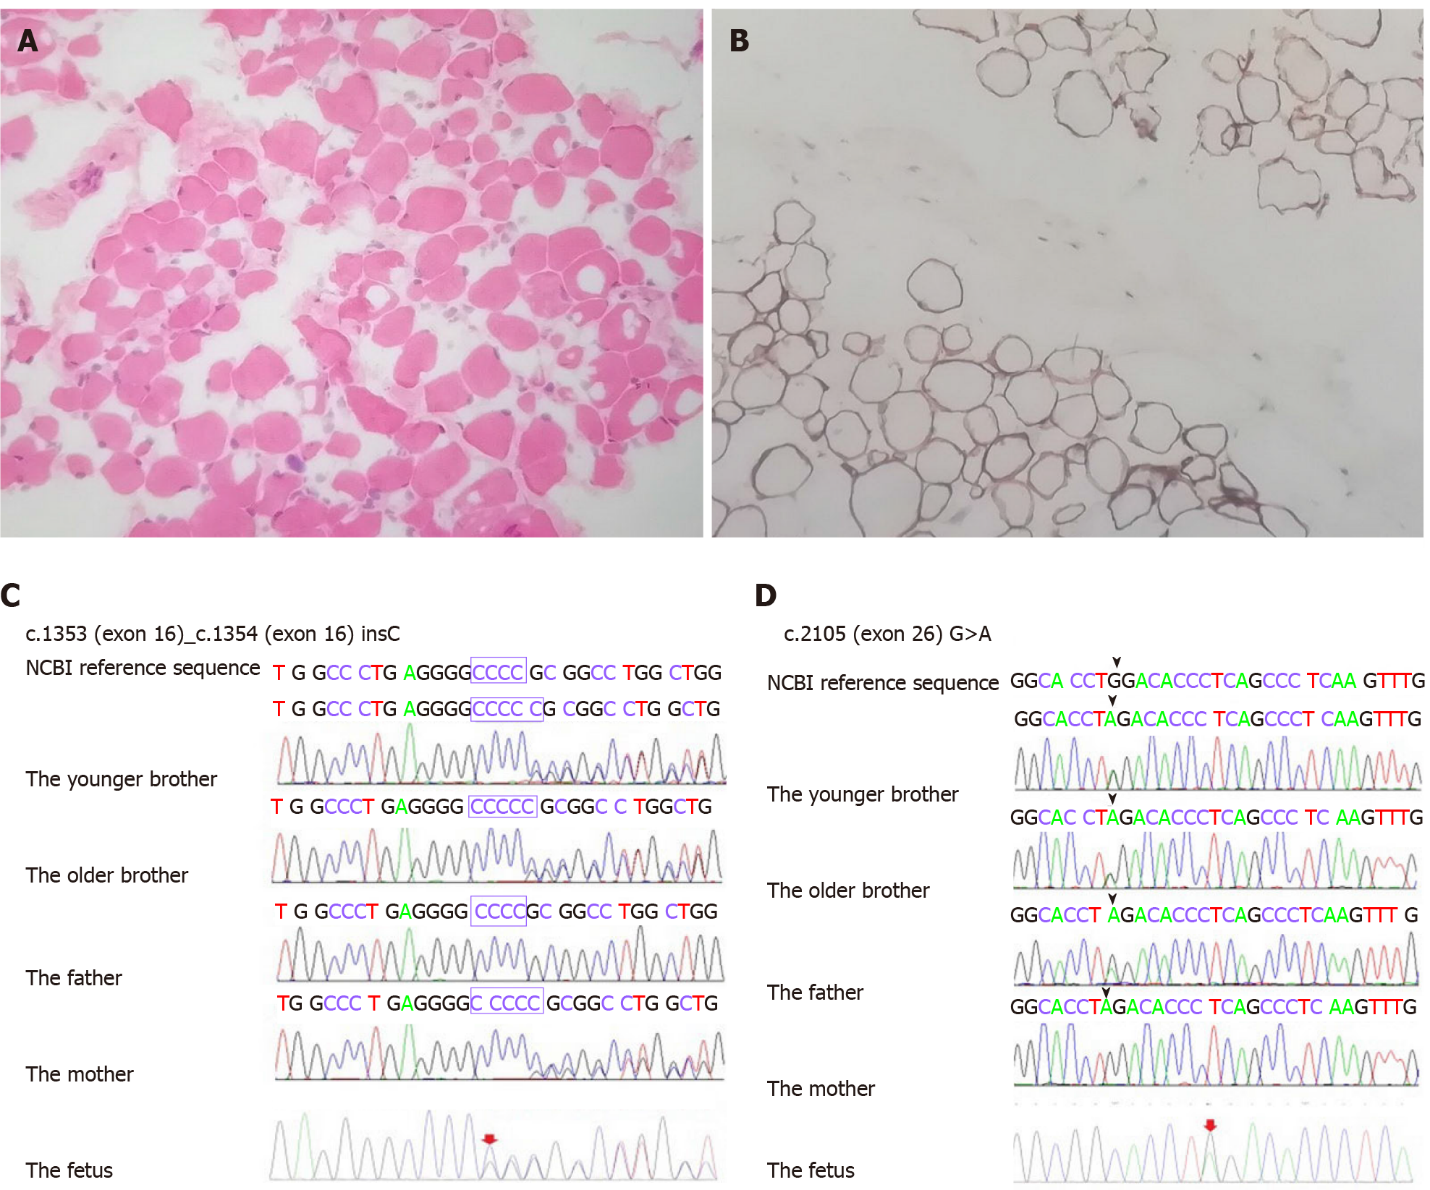 A
B
C
c.1353 (exon 16)_c.1354 (exon 16) insC
NCBI reference sequence T G GCC CTG AGGGGCCCC GC GGCC TGG CTGG
T G GCC CTG AGGGGCCCC CG CGGC CTG GCTG
The younger brother
T G GCCCT GAGGGG CCCCC GCGGC C TGGCTG
The older brother
T G GCCCT GAGGGG CCCCGC GGCC TGG CTGG
The father
TG GCCC T GAGGGGC CCCC GCGGC CTG GCTG
The mother
The fetus
D
c.2105 (exon 26) G>A
NCBI reference sequence GGCA CCTGGACACCCTCAGCCC TCAA GTTTG
GGCACCTAGACACCC TCAGCCCT CAAGTTTG
The younger brother
GGCAC CTAGACACCCTCAGCCC TC AAGTTTG
The older brother
GGCACCT AGACACCCTCAGCCCTCAAGTTT G
The father
GGCACCTAGACACCC TCAGCCCTC AAGTTTG
The mother
The fetus